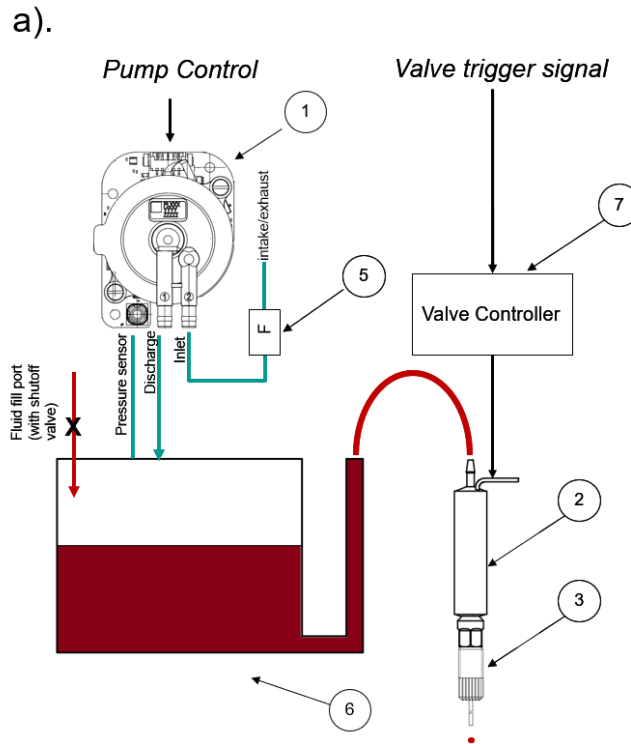 a).
Pump Control
Valve trigger signal
1
intake/exhaust
7
5
F
Valve Controller
① ②
Pressure sensor
Discharge
Inlet
Fluid fill port
(with shutoff
valve)
X
2
3
6